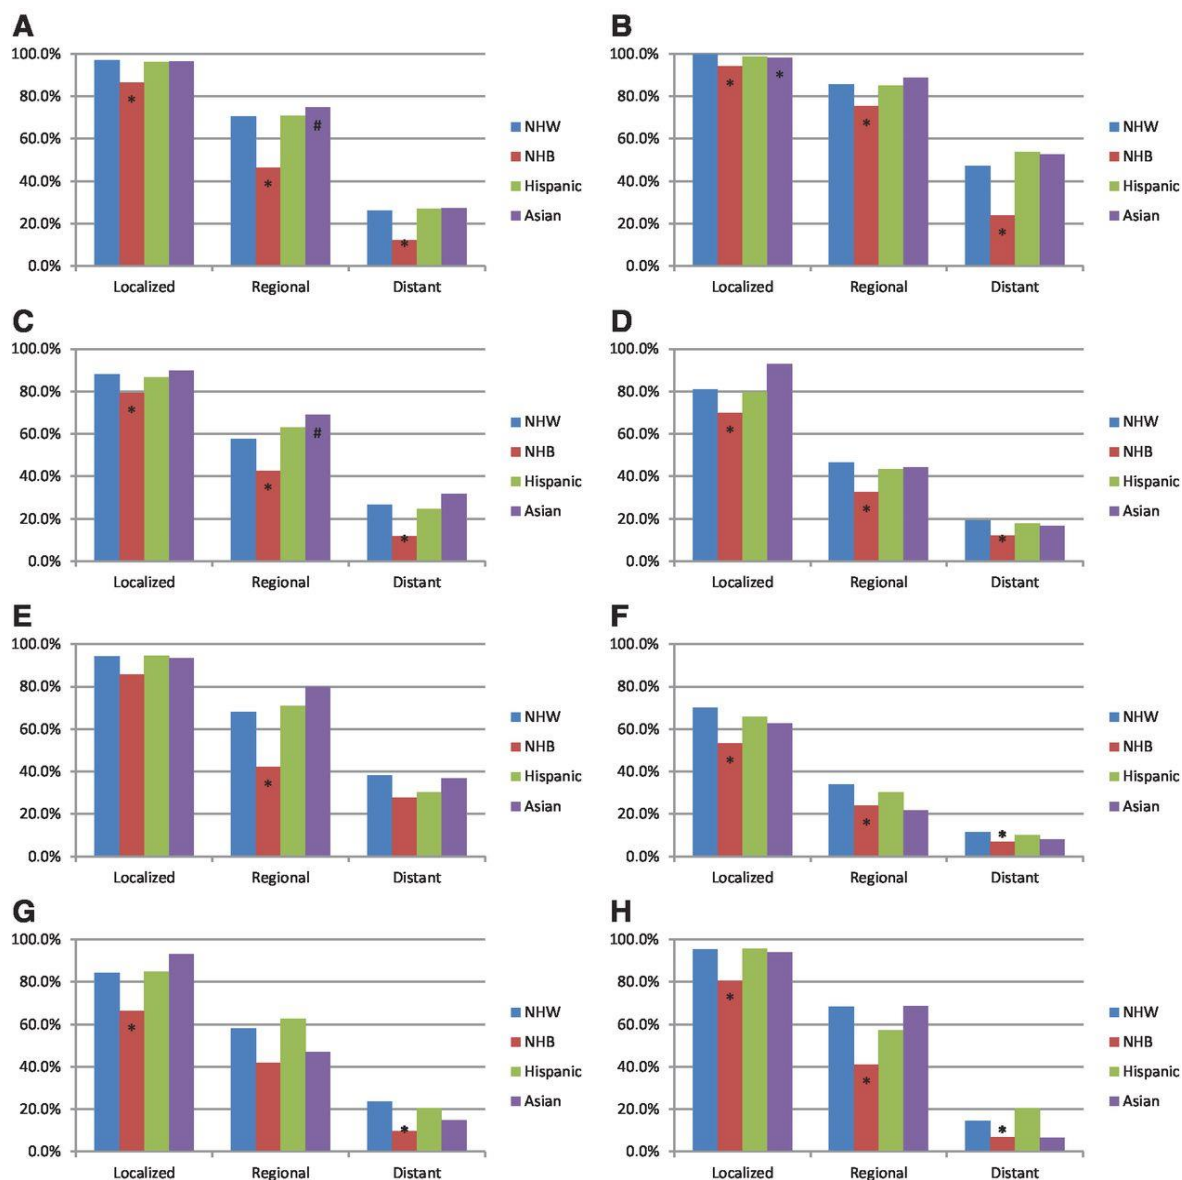 A
100.0%
80.0%
60.0%
40.0%
20.0%
0.0%
*
*
#
*
Localized Regional Distant
NHW
NHB
Hispanic
Asian
B
100.0%
80.0%
60.0%
40.0%
20.0%
0.0%
* *
*
*
Localized Regional Distant
NHW
NHB
Hispanic
Asian
C
100.0%
80.0%
60.0%
40.0%
20.0%
0.0%
*
*
#
*
Localized Regional Distant
NHW
NHB
Hispanic
Asian
D
100.0%
80.0%
60.0%
40.0%
20.0%
0.0%
*
*
*
Localized Regional Distant
NHW
NHB
Hispanic
Asian
E
100.0%
80.0%
60.0%
40.0%
20.0%
0.0%
*
Localized Regional Distant
NHW
NHB
Hispanic
Asian
F
100.0%
80.0%
60.0%
40.0%
20.0%
0.0%
*
*
*
Localized Regional Distant
NHW
NHB
Hispanic
Asian
G
100.0%
80.0%
60.0%
40.0%
20.0%
0.0%
*
*
Localized Regional Distant
NHW
NHB
Hispanic
Asian
H
100.0%
80.0%
60.0%
40.0%
20.0%
0.0%
*
*
*
Localized Regional Distant
NHW
NHB
Hispanic
Asian